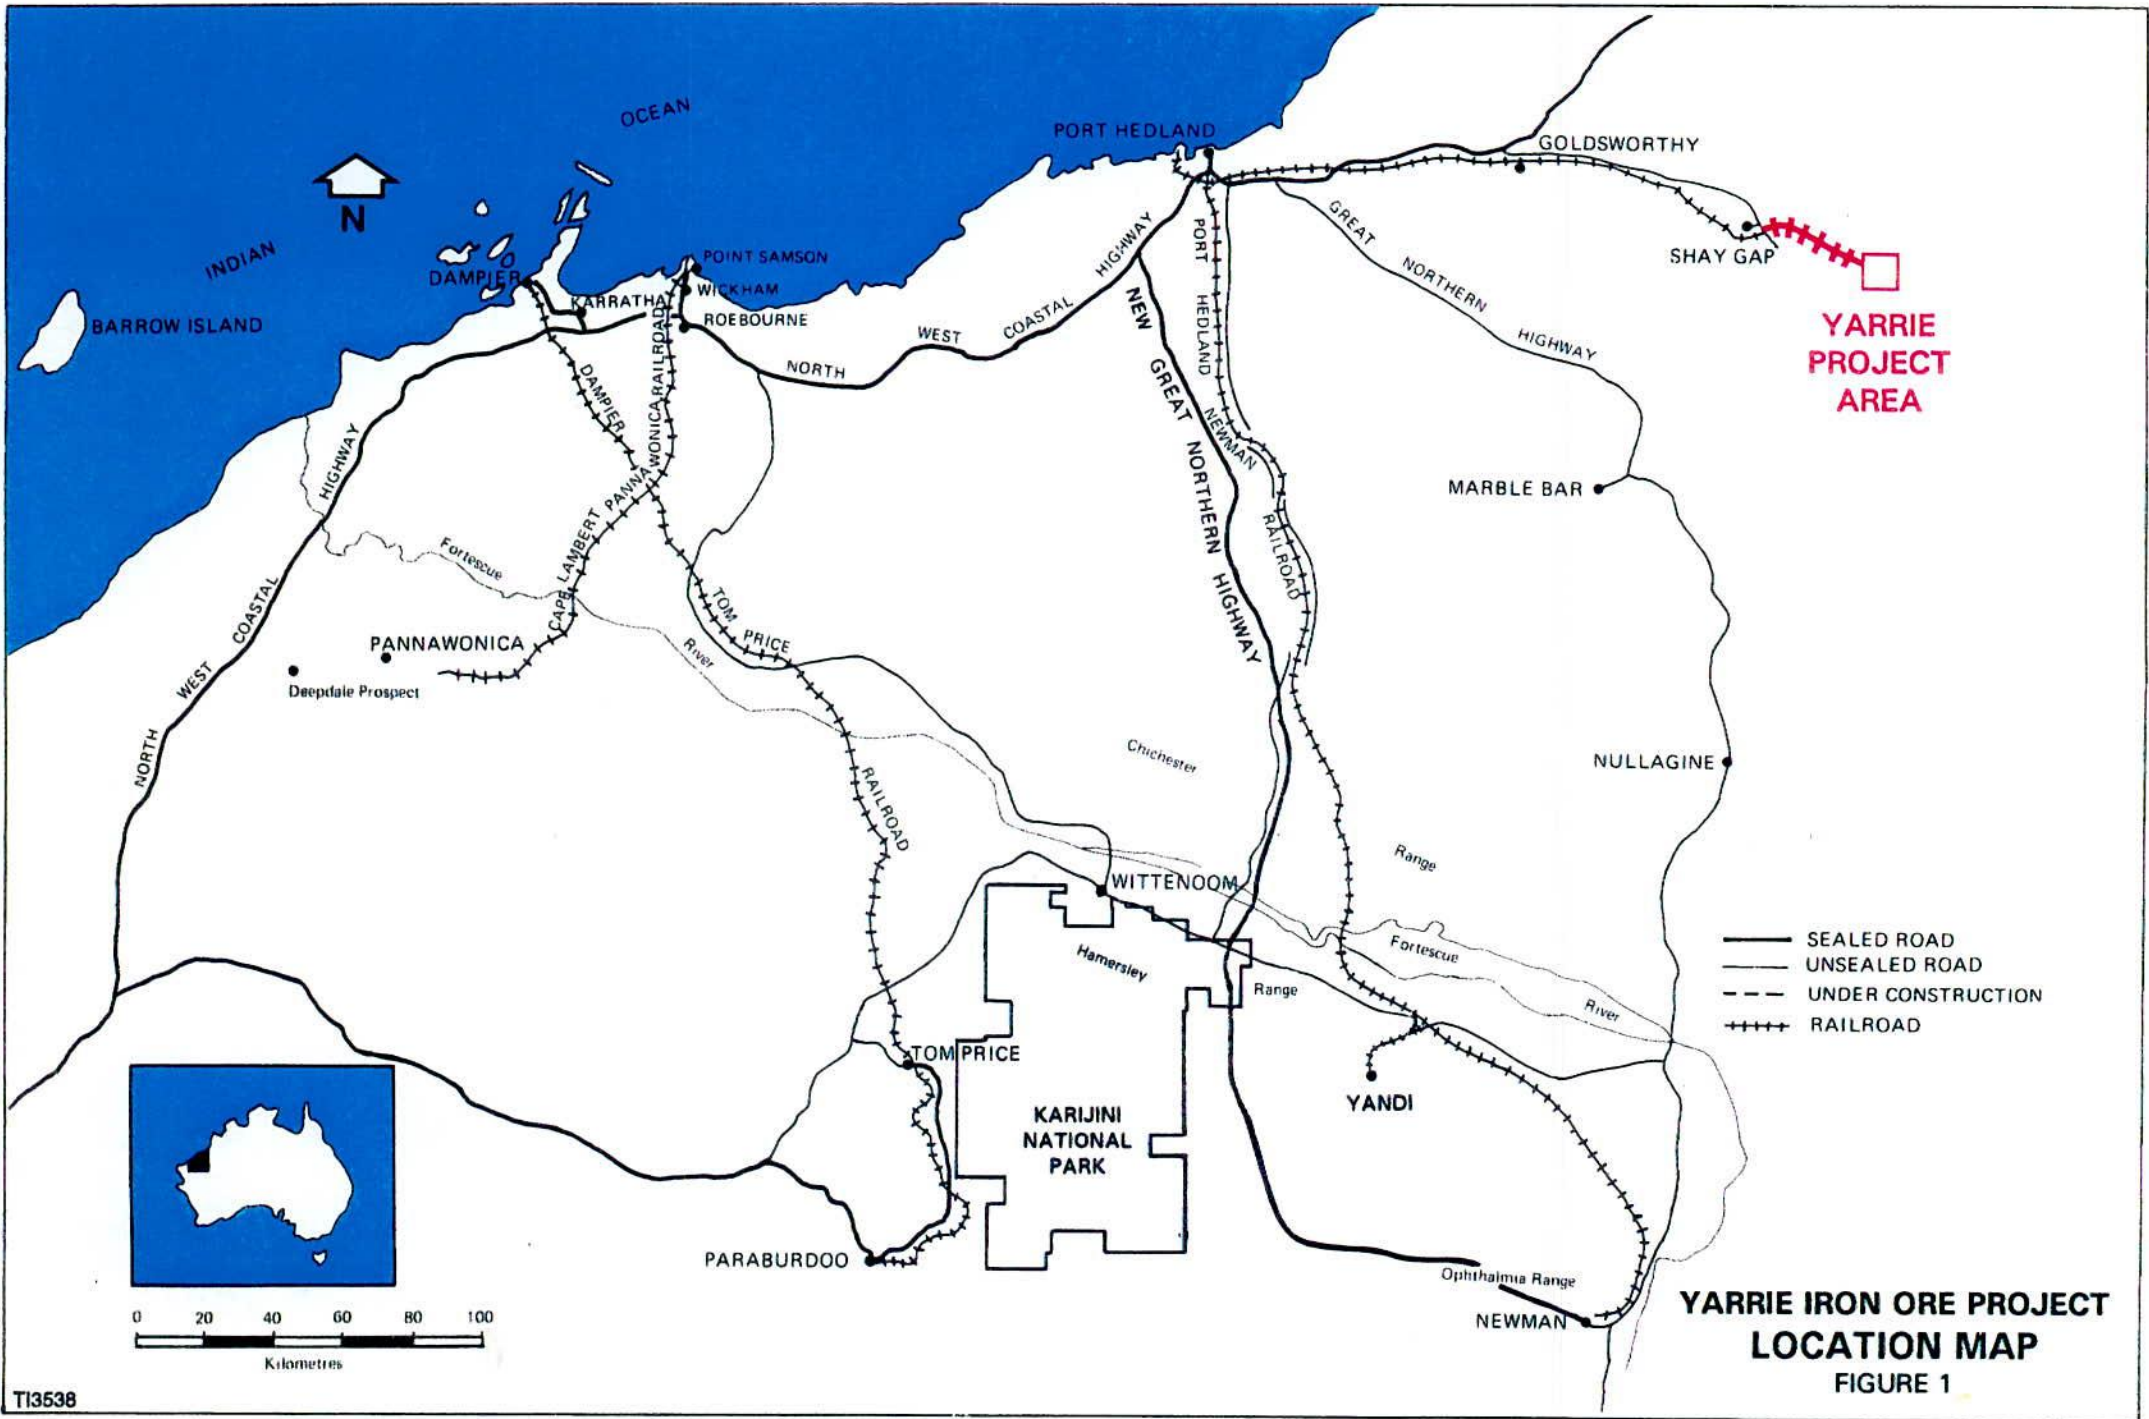 OCEAN
INDIAN
N
BARROW ISLAND
DAMPIER
KARRATHA
POINT SAMSON
WICKHAM
ROEBOURNE
PORT HEDLAND
GOLDSWORTHY
SHAY GAP
YARRIE
PROJECT
AREA
NORTH WEST COASTAL HIGHWAY
NORTH WEST COASTAL HIGHWAY
GREAT NORTHERN HIGHWAY
NEW GREAT NORTHERN HIGHWAY
PORT HEDLAND NEWMAN RAILROAD
DAMPIER TOM PRICE RAILROAD
CAPE LAMBERT PANNAWONICA RAILROAD
MARBLE BAR
Fortescue
River
PANNAWONICA
Deepdale Prospect
NULLAGINE
Chichester
Range
WITTENOOM
Hamersley
Range
Fortescue
River
SEALED ROAD
UNSEALED ROAD
UNDER CONSTRUCTION
RAILROAD
TOM PRICE
YANDI
KARIJINI
NATIONAL
PARK
PARABURDOO
Ophthalmia Range
NEWMAN
0 20 40 60 80 100
Kilometres
YARRIE IRON ORE PROJECT
LOCATION MAP
FIGURE 1
TI3538